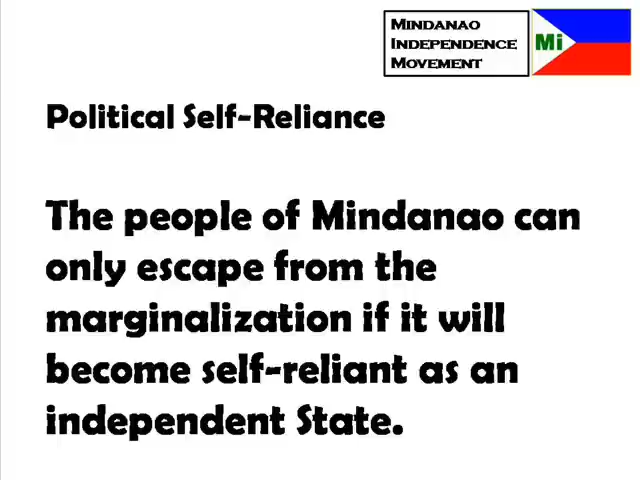 MINDANAO
INDEPENDENCE
MOVEMENT
Mi
Political Self-Reliance
The people of Mindanao can
only escape from the
marginalization if it will
become self-reliant as an
independent State.